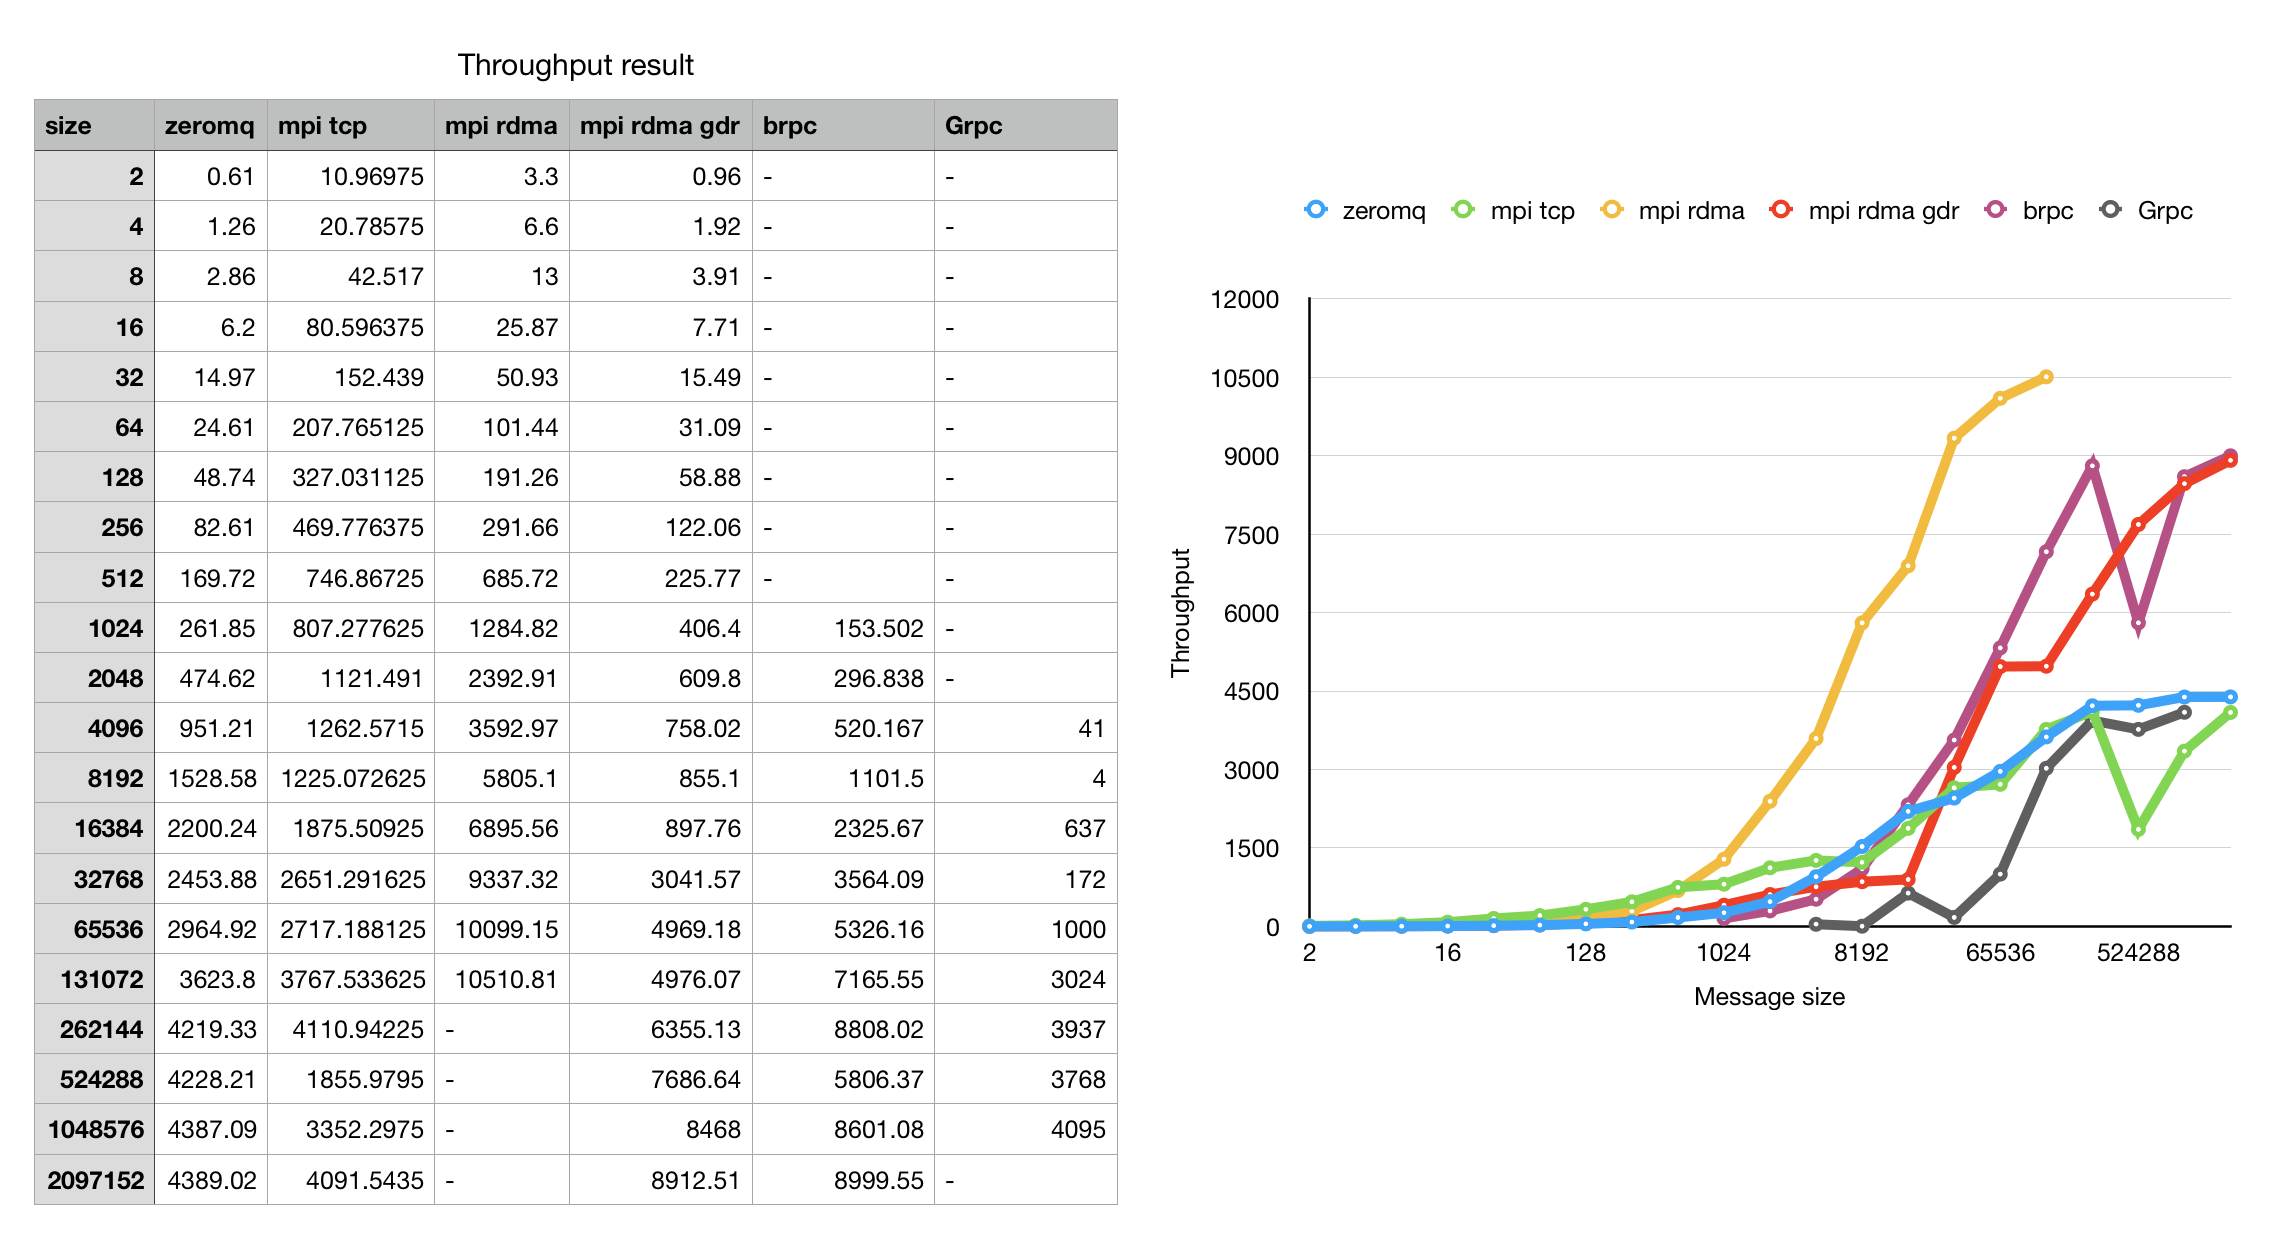 Throughput result
size zeromq mpi tcp mpi rdma mpi rdma gdr brpc Grpc
2 0.61 10.96975 3.3 0.96 - -
4 1.26 20.78575 6.6 1.92 - -
8 2.86 42.517 13 3.91 - -
16 6.2 80.596375 25.87 7.71 - -
32 14.97 152.439 50.93 15.49 - -
64 24.61 207.765125 101.44 31.09 - -
128 48.74 327.031125 191.26 58.88 - -
256 82.61 469.776375 291.66 122.06 - -
512 169.72 746.86725 685.72 225.77 - -
1024 261.85 807.277625 1284.82 406.4 153.502 -
2048 474.62 1121.491 2392.91 609.8 296.838 -
4096 951.21 1262.5715 3592.97 758.02 520.167 41
8192 1528.58 1225.072625 5805.1 855.1 1101.5 4
16384 2200.24 1875.50925 6895.56 897.76 2325.67 637
32768 2453.88 2651.291625 9337.32 3041.57 3564.09 172
65536 2964.92 2717.188125 10099.15 4969.18 5326.16 1000
131072 3623.8 3767.533625 10510.81 4976.07 7165.55 3024
262144 4219.33 4110.94225 - 6355.13 8808.02 3937
524288 4228.21 1855.9795 - 7686.64 5806.37 3768
1048576 4387.09 3352.2975 - 8468 8601.08 4095
2097152 4389.02 4091.5435 - 8912.51 8999.55 -
zeromq mpi tcp mpi rdma mpi rdma gdr brpc Grpc
12000
10500
9000
7500
6000
4500
3000
1500
0
Throughput
2 16 128 1024 8192 65536 524288
Message size